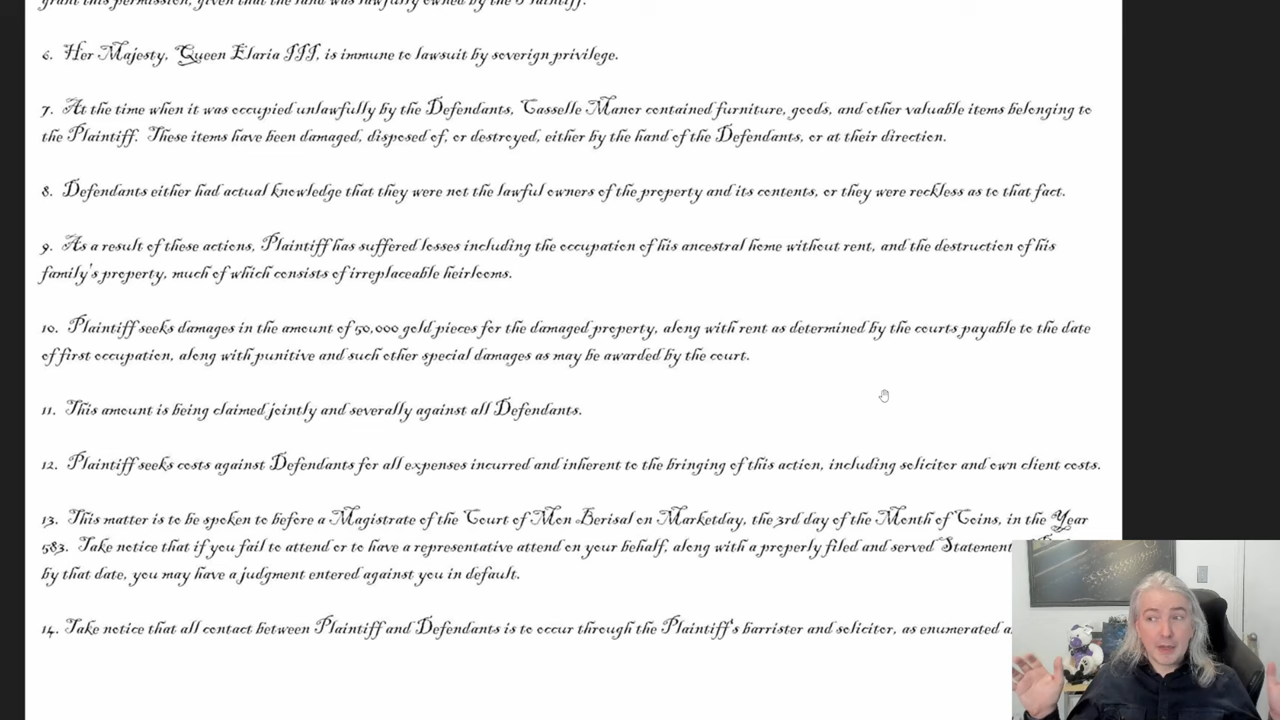 grant this permission, given that the land was lawfully owned by the Plaintiff.
6. Her Majesty, Queen Elaria III, is immune to lawsuit by soverign privilege.
7. At the time when it was occupied unlawfully by the Defendants, Casselle Manor contained furniture, goods, and other valuable items belonging to
the Plaintiff. These items have been damaged, disposed of, or destroyed, either by the hand of the Defendants, or at their direction.
8. Defendants either had actual knowledge that they were not the lawful owners of the property and its contents, or they were reckless as to that fact.
9. As a result of these actions, Plaintiff has suffered losses including the occupation of his ancestral home without rent, and the destruction of his
family's property, much of which consists of irreplaceable heirlooms.
10. Plaintiff seeks damages in the amount of 50,000 gold pieces for the damaged property, along with rent as determined by the courts payable to the date
of first occupation, along with punitive and such other special damages as may be awarded by the court.
11. This amount is being claimed jointly and severally against all Defendants.
12. Plaintiff seeks costs against Defendants for all expenses incurred and inherent to the bringing of this action, including solicitor and own client costs.
13. This matter is to be spoken to before a Magistrate of the Court of Mon Berisal on Marketday, the 3rd day of the Month of Coins, in the Year
583. Take notice that if you fail to attend or to have a representative attend on your behalf, along with a properly filed and served Statement
by that date, you may have a judgment entered against you in default.
14. Take notice that all contact between Plaintiff and Defendants is to occur through the Plaintiff's barrister and solicitor, as enumerated